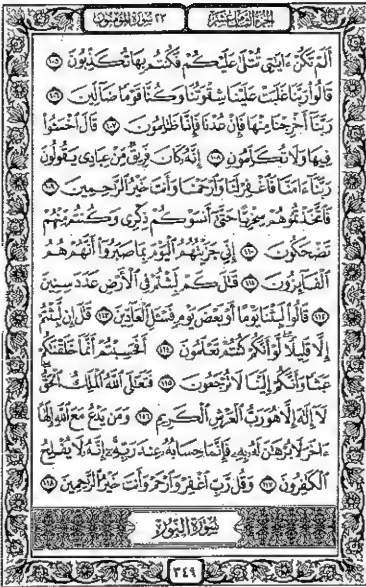 الجزء الثامن عشر
٢٣ سورة المؤمنون
أَلَمْ تَكُنْ ءَايَٰتِى تُتْلَىٰ عَلَيْكُمْ فَكُنتُم بِهَا تُكَذِّبُونَ ١٠٥
قَالُوا۟ رَبَّنَا غَلَبَتْ عَلَيْنَا شِقْوَتُنَا وَكُنَّا قَوْمًا ضَآلِّينَ ١٠٦
رَبَّنَآ أَخْرِجْنَا مِنْهَا فَإِنْ عُدْنَا فَإِنَّا ظَٰلِمُونَ ١٠٧ قَالَ ٱخْسَـُٔوا۟
فِيهَا وَلَا تُكَلِّمُونِ ١٠٨ إِنَّهُۥ كَانَ فَرِيقٌ مِّنْ عِبَادِى يَقُولُونَ
رَبَّنَآ ءَامَنَّا فَٱغْفِرْ لَنَا وَٱرْحَمْنَا وَأَنتَ خَيْرُ ٱلرَّٰحِمِينَ ١٠٩
فَٱتَّخَذْتُمُوهُمْ سِخْرِيًّا حَتَّىٰٓ أَنسَوْكُمْ ذِكْرِى وَكُنتُم مِّنْهُمْ
تَضْحَكُونَ ١١٠ إِنِّى جَزَيْتُهُمُ ٱلْيَوْمَ بِمَا صَبَرُوٓا۟ أَنَّهُمْ هُمُ
ٱلْفَآئِزُونَ ١١١ قَٰلَ كَمْ لَبِثْتُمْ فِى ٱلْأَرْضِ عَدَدَ سِنِينَ
١١٢ قَالُوا۟ لَبِثْنَا يَوْمًا أَوْ بَعْضَ يَوْمٍ فَسْـَٔلِ ٱلْعَآدِّينَ ١١٣ قَٰلَ إِن لَّبِثْتُمْ
إِلَّا قَلِيلًا لَّوْ أَنَّكُمْ كُنتُمْ تَعْلَمُونَ ١١٤ أَفَحَسِبْتُمْ أَنَّمَا خَلَقْنَٰكُمْ
عَبَثًا وَأَنَّكُمْ إِلَيْنَا لَا تُرْجَعُونَ ١١٥ فَتَعَٰلَى ٱللَّهُ ٱلْمَلِكُ ٱلْحَقُّ
لَآ إِلَٰهَ إِلَّا هُوَ رَبُّ ٱلْعَرْشِ ٱلْكَرِيمِ ١١٦ وَمَن يَدْعُ مَعَ ٱللَّهِ إِلَٰهًا
ءَاخَرَ لَا بُرْهَٰنَ لَهُۥ بِهِۦ فَإِنَّمَا حِسَابُهُۥ عِندَ رَبِّهِۦٓ إِنَّهُۥ لَا يُفْلِحُ
ٱلْكَٰفِرُونَ ١١٧ وَقُل رَّبِّ ٱغْفِرْ وَٱرْحَمْ وَأَنتَ خَيْرُ ٱلرَّٰحِمِينَ ١١٨
سُورَةُ النُّورِ
٣٤٩